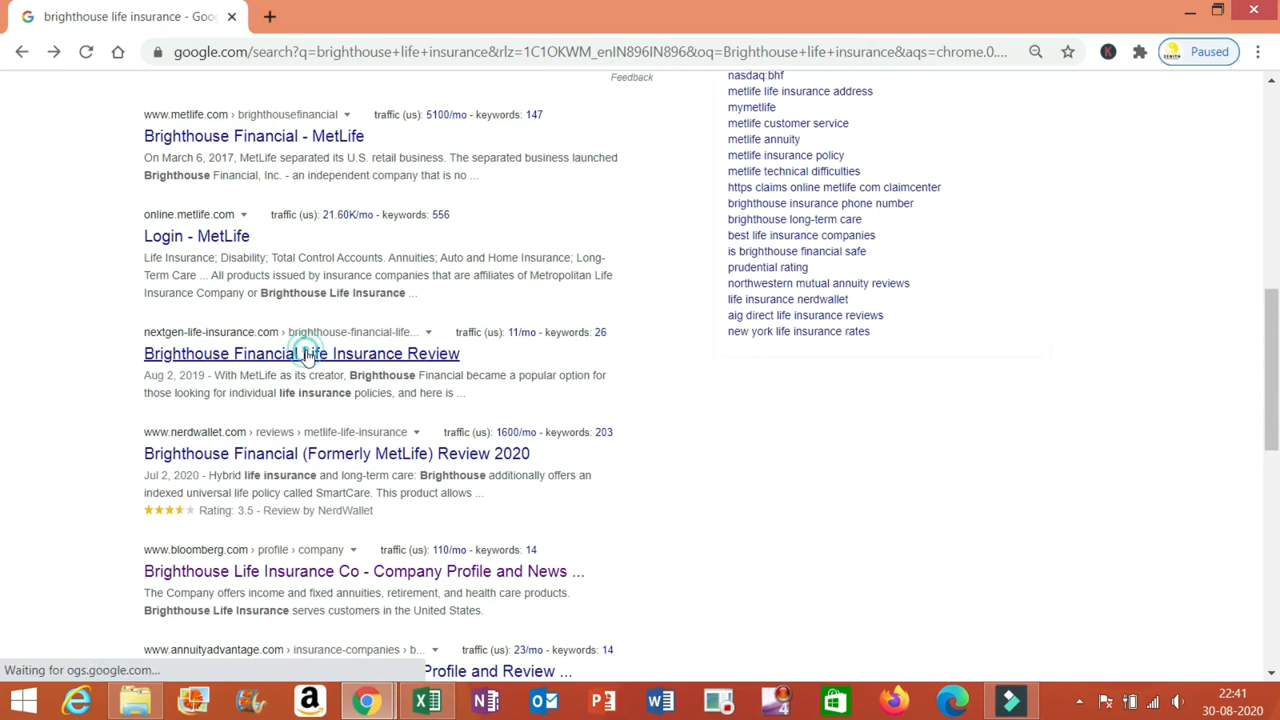 brighthouse life insurance - Goo
google.com/search?q=brighthouse+life+insurance&rlz=1C1OKWM_enIN896IN896&oq=Brighthouse+life+insurance&aqs=chrome.0....
K
Paused
Feedback
www.metlife.com › brighthousefinancial traffic (us): 5100/mo - keywords: 147
Brighthouse Financial - MetLife
On March 6, 2017, MetLife separated its U.S. retail business. The separated business launched
Brighthouse Financial, Inc. - an independent company that is no ...
online.metlife.com traffic (us): 21.60K/mo - keywords: 556
Login - MetLife
Life Insurance; Disability; Total Control Accounts. Annuities; Auto and Home Insurance; Long-
Term Care ... All products issued by insurance companies that are affiliates of Metropolitan Life
Insurance Company or Brighthouse Life Insurance ...
nextgen-life-insurance.com › brighthouse-financial-life... traffic (us): 11/mo - keywords: 26
Brighthouse Financial Life Insurance Review
Aug 2, 2019 - With MetLife as its creator, Brighthouse Financial became a popular option for
those looking for individual life insurance policies, and here is ...
www.nerdwallet.com › reviews › metlife-life-insurance traffic (us): 1600/mo - keywords: 203
Brighthouse Financial (Formerly MetLife) Review 2020
Jul 2, 2020 - Hybrid life insurance and long-term care: Brighthouse additionally offers an
indexed universal life policy called SmartCare. This product allows ...
Rating: 3.5 - Review by NerdWallet
www.bloomberg.com › profile › company traffic (us): 110/mo - keywords: 14
Brighthouse Life Insurance Co - Company Profile and News ...
The Company offers income and fixed annuities, retirement, and health care products.
Brighthouse Life Insurance serves customers in the United States.
www.annuityadvantage.com › insurance-companies › b... traffic (us): 23/mo - keywords: 14
Profile and Review ...
nasdaq:bhf
metlife life insurance address
mymetlife
metlife customer service
metlife annuity
metlife insurance policy
metlife technical difficulties
https claims online metlife com claimcenter
brighthouse insurance phone number
brighthouse long-term care
best life insurance companies
is brighthouse financial safe
prudential rating
northwestern mutual annuity reviews
life insurance nerdwallet
aig direct life insurance reviews
new york life insurance rates
Waiting for ogs.google.com...
22:41
30-08-2020